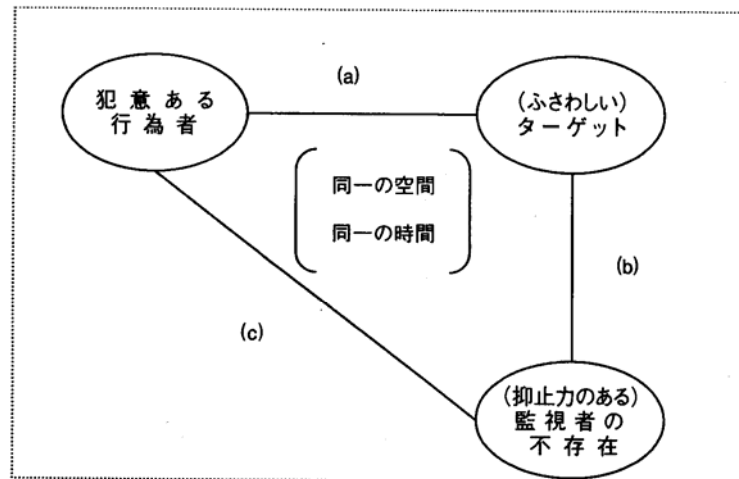 犯意ある
行為者
(a)
(ふさわしい)
ターゲット
同一の空間
同一の時間
(b)
(c)
(抑止力のある)
監視者の
不存在